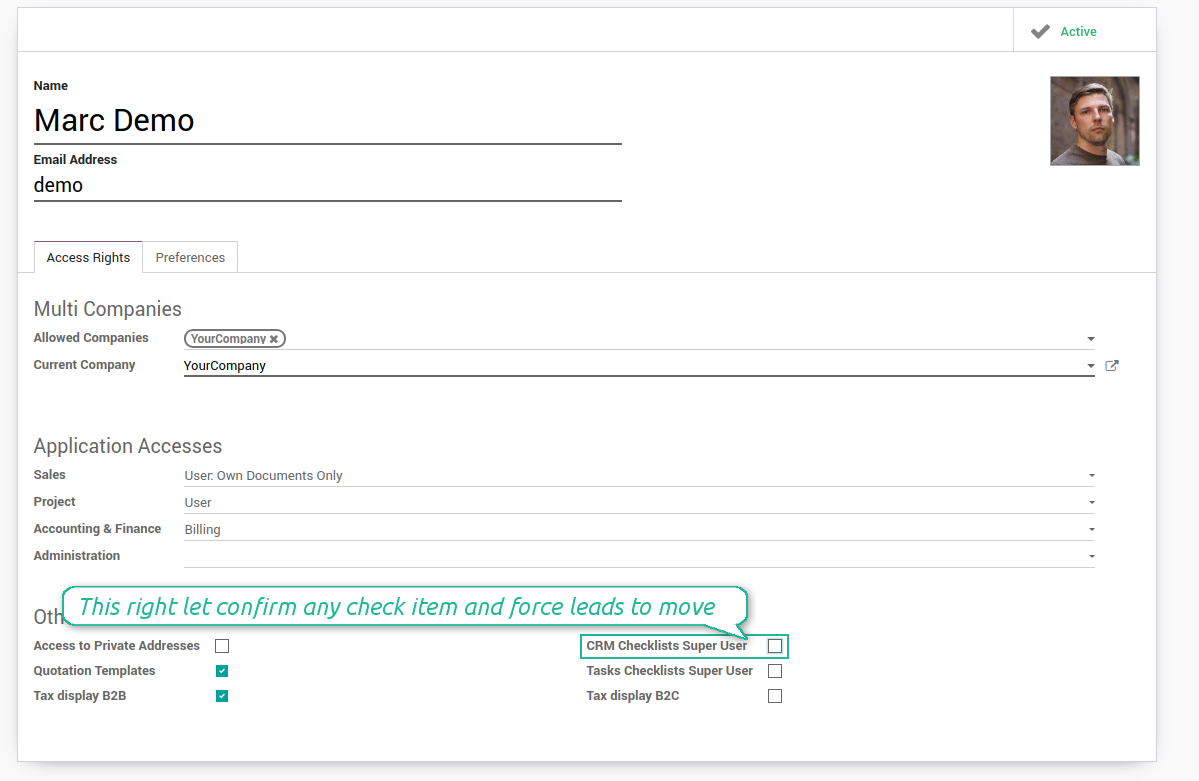 Active
Name
Marc Demo
Email Address
demo
Access Rights Preferences
Multi Companies
Allowed Companies YourCompany ✖
Current Company YourCompany
Application Accesses
Sales User: Own Documents Only
Project User
Accounting & Finance Billing
Administration
This right let confirm any check item and force leads to move
Access to Private Addresses CRM Checklists Super User
Quotation Templates Tasks Checklists Super User
Tax display B2B Tax display B2C